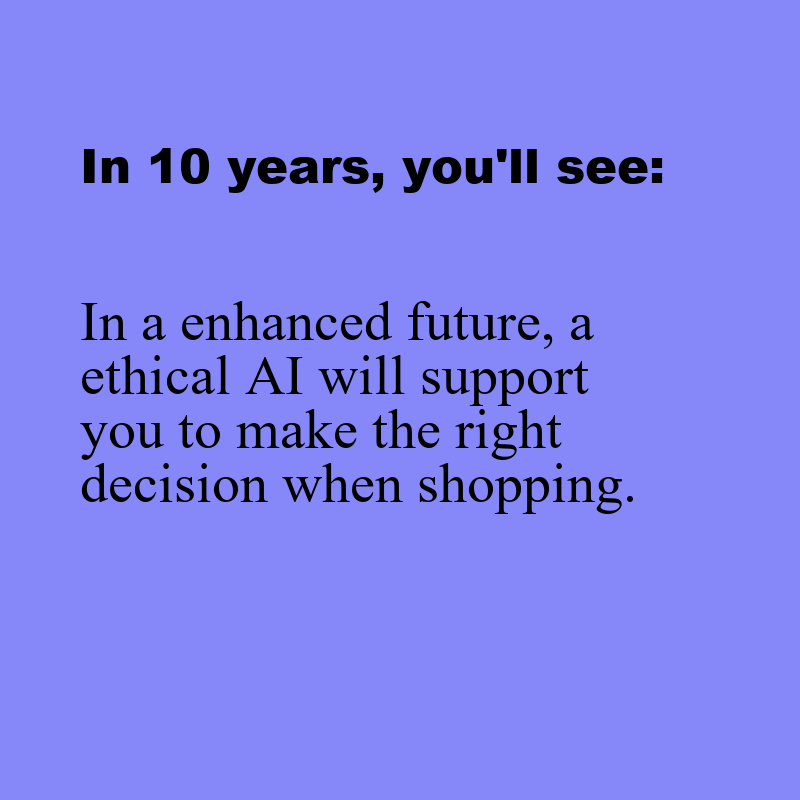 In 10 years, you'll see:
In a enhanced future, a
ethical AI will support
you to make the right
decision when shopping.